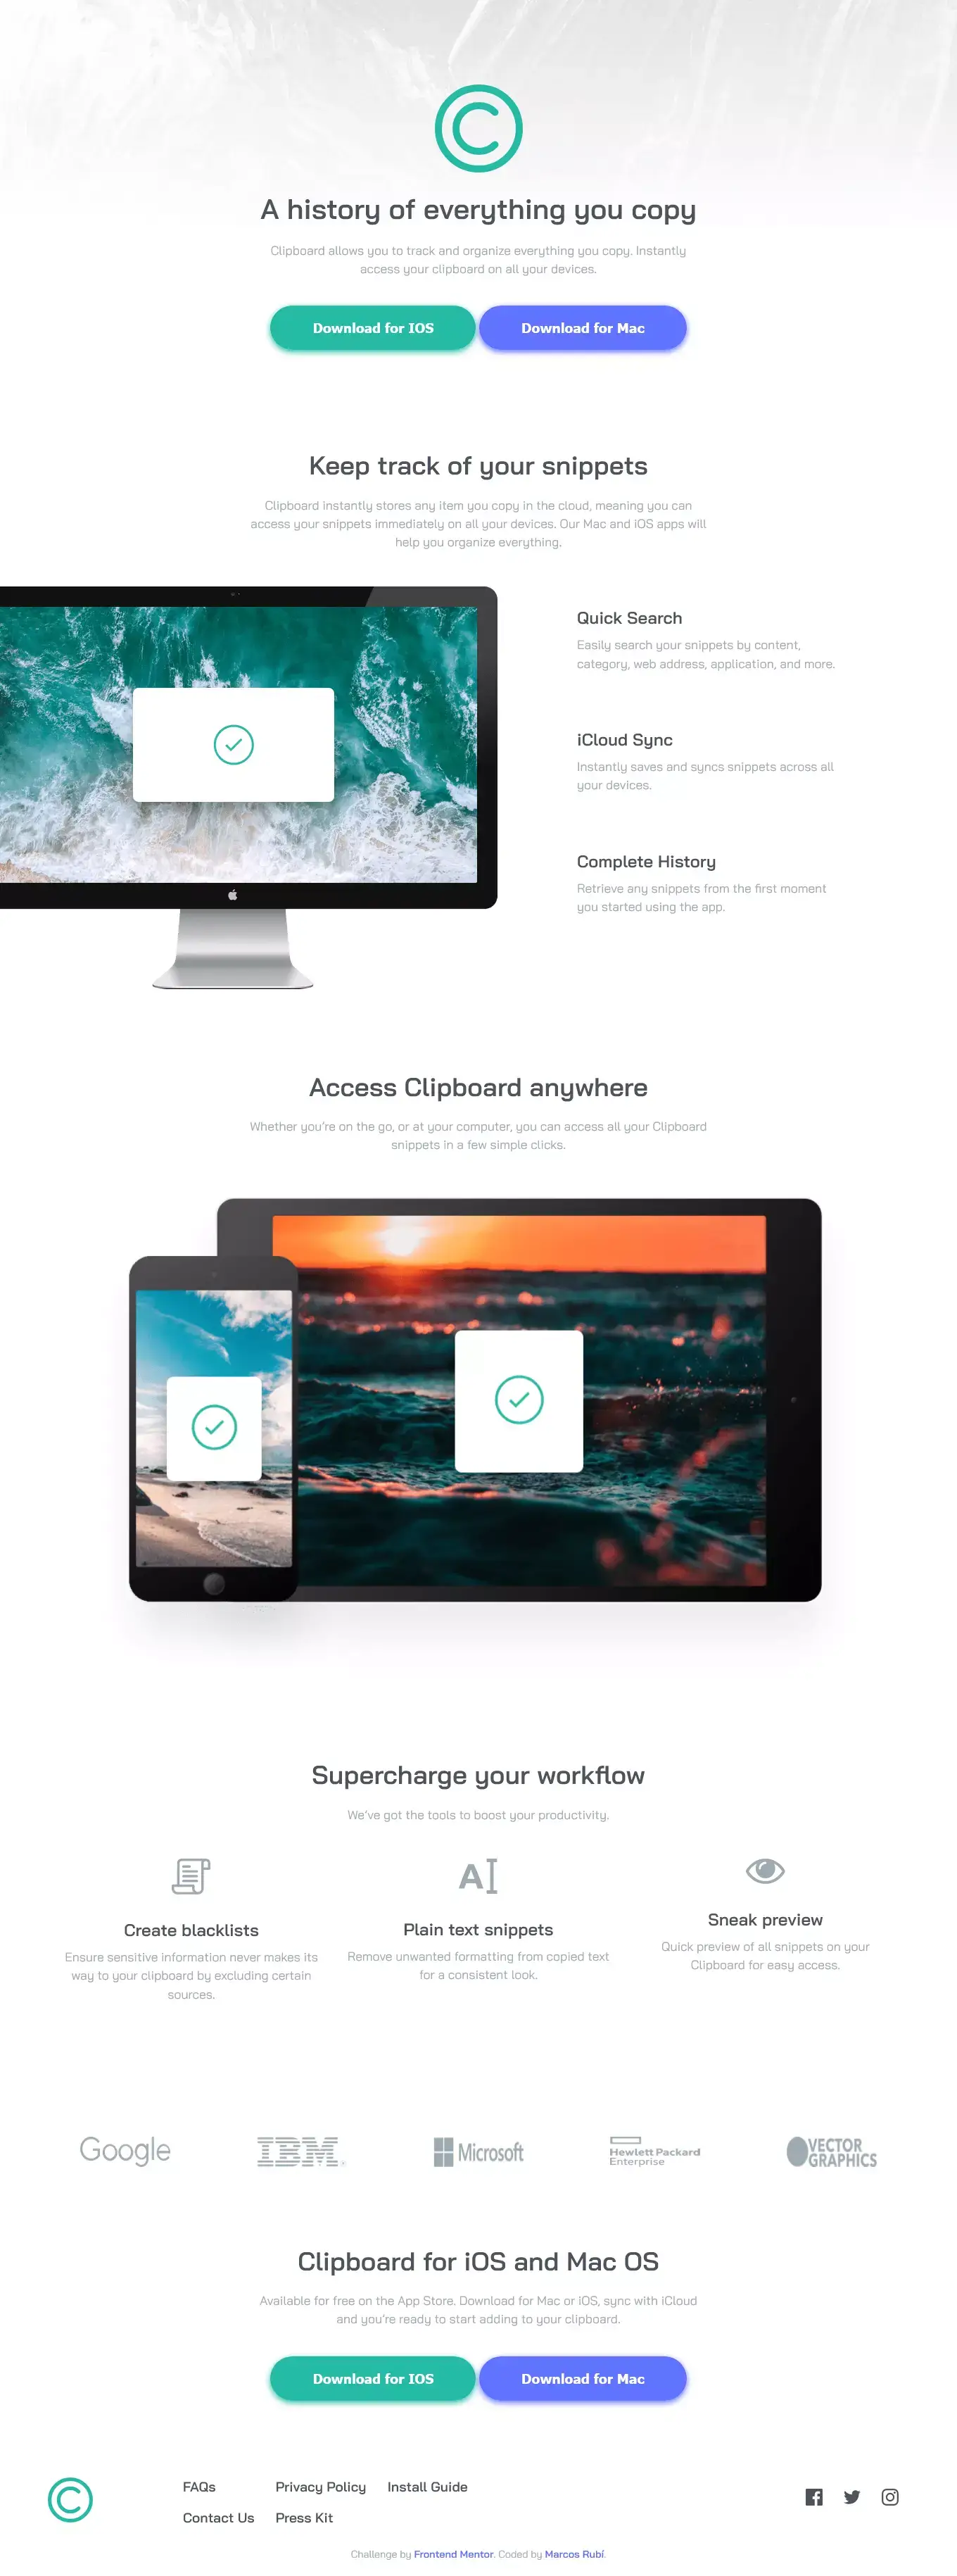 A history of everything you copy
Clipboard allows you to track and organize everything you copy. Instantly
access your clipboard on all your devices.
Download for IOS
Download for Mac
Keep track of your snippets
Clipboard instantly stores any item you copy in the cloud, meaning you can
access your snippets immediately on all your devices. Our Mac and iOS apps will
help you organize everything.
Quick Search
Easily search your snippets by content,
category, web address, application, and more.
iCloud Sync
Instantly saves and syncs snippets across all
your devices.
Complete History
Retrieve any snippets from the first moment
you started using the app.
Access Clipboard anywhere
Whether you're on the go, or at your computer, you can access all your Clipboard
snippets in a few simple clicks.
Supercharge your workflow
We've got the tools to boost your productivity.
Create blacklists
Ensure sensitive information never makes its
way to your clipboard by excluding certain
sources.
Plain text snippets
Remove unwanted formatting from copied text
for a consistent look.
Sneak preview
Quick preview of all snippets on your
Clipboard for easy access.
Google
IBM
Microsoft
Hewlett Packard
Enterprise
VECTOR
GRAPHICS
Clipboard for iOS and Mac OS
Available for free on the App Store. Download for Mac or iOS, sync with iCloud
and you're ready to start adding to your clipboard.
Download for IOS
Download for Mac
FAQs
Privacy Policy
Install Guide
Contact Us
Press Kit
Challenge by Frontend Mentor. Coded by Marcos Rubí.